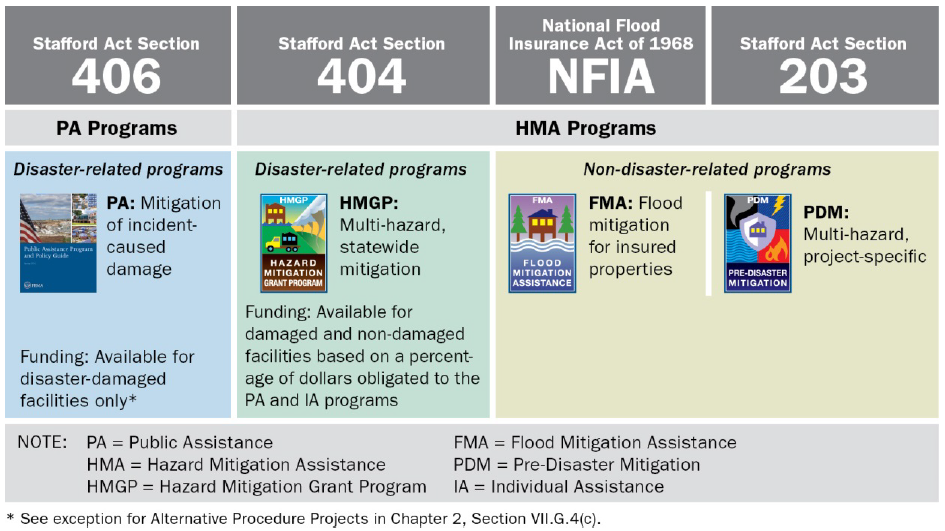 Stafford Act Section
406
Stafford Act Section
404
National Flood
Insurance Act of 1968
NFIA
Stafford Act Section
203
PA Programs
HMA Programs
Disaster-related programs
Public Assistance Program
and Policy Guide
FEMA
PA: Mitigation
of incident-
caused
damage
Funding: Available for
disaster-damaged
facilities only*
Disaster-related programs
HMGP
HAZARD
MITIGATION
GRANT PROGRAM
HMGP:
Multi-hazard,
statewide
mitigation
Funding: Available for
damaged and non-damaged
facilities based on a percent-
age of dollars obligated to the
PA and IA programs
Non-disaster-related programs
FMA
FLOOD
MITIGATION
ASSISTANCE
FMA: Flood
mitigation
for insured
properties
PDM
PRE-DISASTER
MITIGATION
PDM:
Multi-hazard,
project-specific
NOTE:
PA = Public Assistance
HMA = Hazard Mitigation Assistance
HMGP = Hazard Mitigation Grant Program
FMA = Flood Mitigation Assistance
PDM = Pre-Disaster Mitigation
IA = Individual Assistance
* See exception for Alternative Procedure Projects in Chapter 2, Section VII.G.4(c).